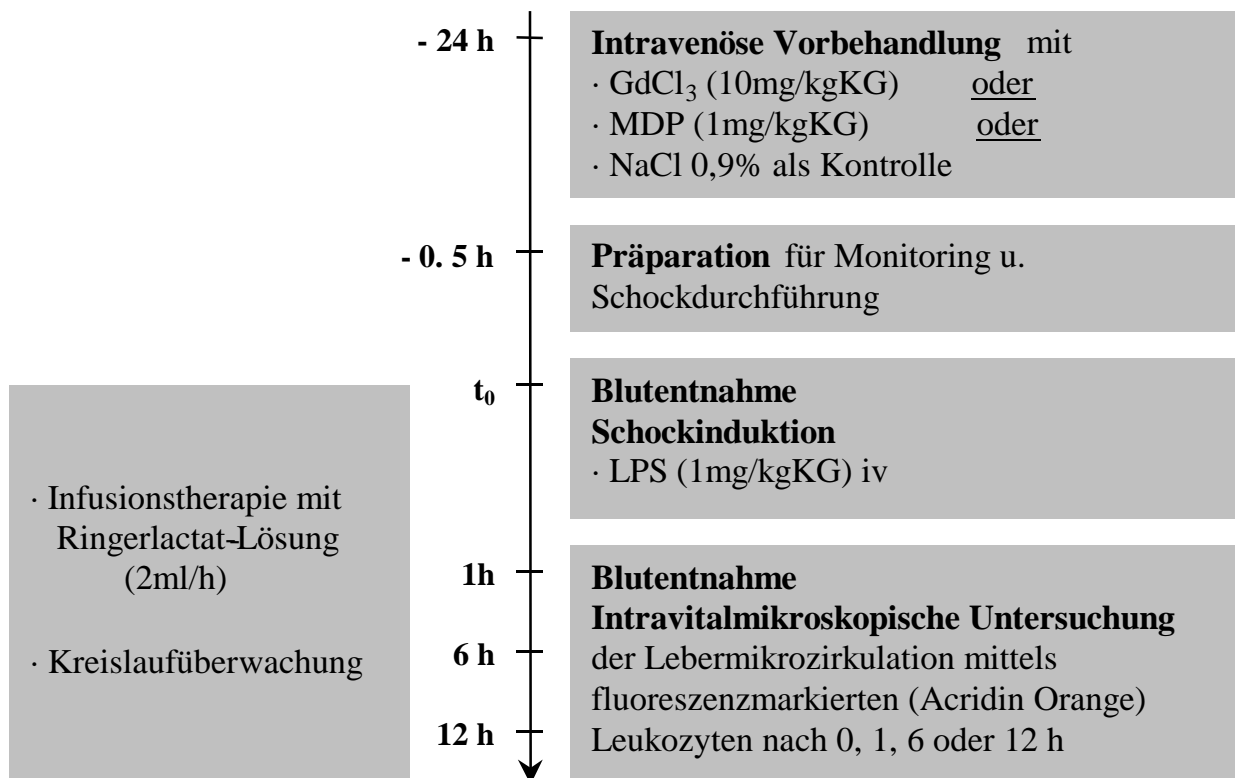 - 24 h
Intravenöse Vorbehandlung mit
· GdCl₃ (10mg/kgKG) oder
· MDP (1mg/kgKG) oder
· NaCl 0,9% als Kontrolle
- 0. 5 h
Präparation für Monitoring u.
Schockdurchführung
t₀
Blutentnahme
Schockinduktion
· LPS (1mg/kgKG) iv
· Infusionstherapie mit
Ringerlactat-Lösung
(2ml/h)
· Kreislaufüberwachung
1h
6 h
12 h
Blutentnahme
Intravitalmikroskopische Untersuchung
der Lebermikrozirkulation mittels
fluoreszenzmarkierten (Acridin Orange)
Leukozyten nach 0, 1, 6 oder 12 h